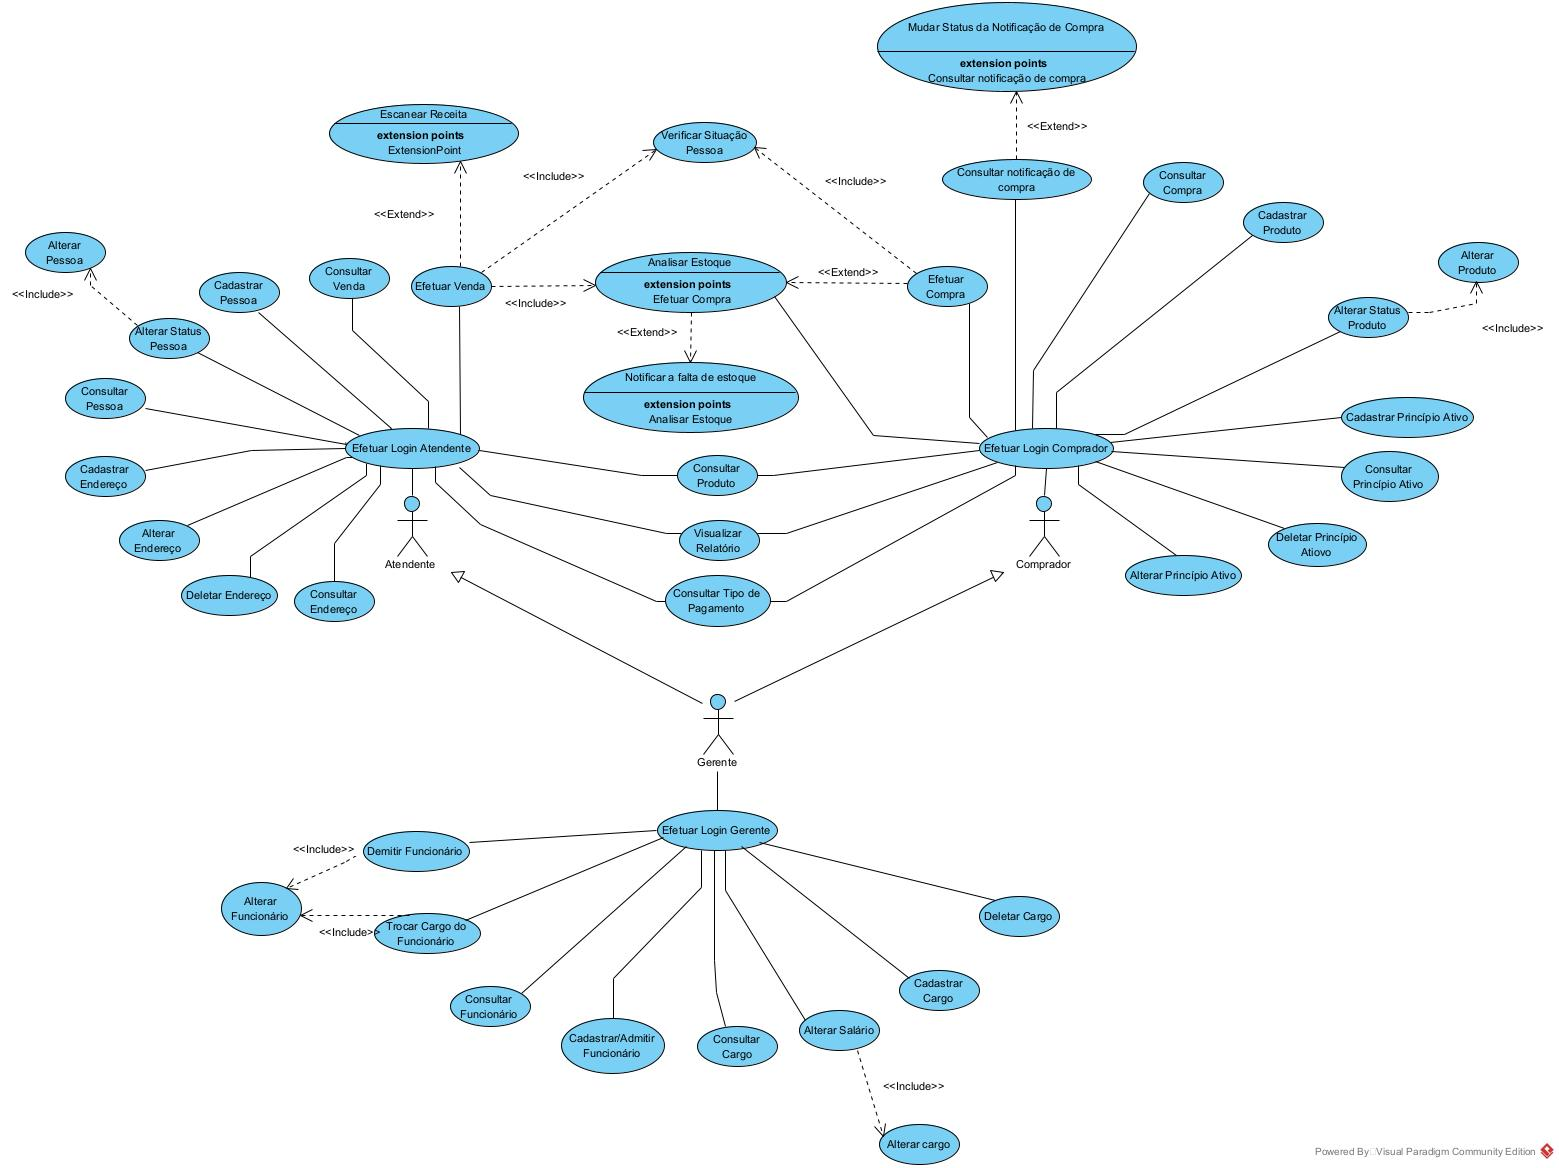 Mudar Status da Notificação de Compra
extension points
Consultar notificação de compra
<<Extend>>
Escanear Receita
extension points
ExtensionPoint
Verificar Situação
Pessoa
Consultar notificação de
compra
<<Include>>
<<Include>>
Consultar
Compra
<<Extend>>
Cadastrar
Produto
Alterar
Pessoa
<<Include>>
Cadastrar
Pessoa
Consultar
Venda
Efetuar Venda
<<Include>>
Analisar Estoque
extension points
Efetuar Compra
<<Extend>>
Efetuar
Compra
Alterar
Produto
Alterar Status
Produto
<<Include>>
Alterar Status
Pessoa
<<Extend>>
Notificar a falta de estoque
extension points
Analisar Estoque
Consultar
Pessoa
Cadastrar Princípio Ativo
Efetuar Login Atendente
Efetuar Login Comprador
Cadastrar
Endereço
Consultar
Produto
Consultar
Princípio Ativo
Alterar
Endereço
Visualizar
Relatório
Deletar Princípio
Atiovo
Atendente
Comprador
Alterar Princípio Ativo
Deletar Endereço
Consultar
Endereço
Consultar Tipo de
Pagamento
Gerente
Efetuar Login Gerente
<<Include>>
Demitir Funcionário
Alterar
Funcionário
<<Include>>
Trocar Cargo do
Funcionário
Deletar Cargo
Consultar
Funcionário
Cadastrar
Cargo
Cadastrar/Admitir
Funcionário
Consultar
Cargo
Alterar Salário
<<Include>>
Alterar cargo
Powered By Visual Paradigm Community Edition